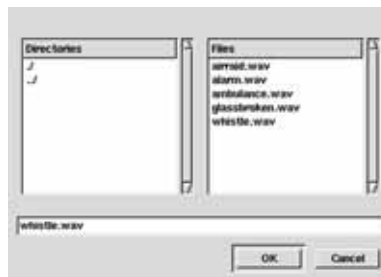 Directories
./
../
Files
airraid.wav
alarm.wav
ambulance.wav
glassbroken.wav
whistle.wav
whistle.wav
OK
Cancel